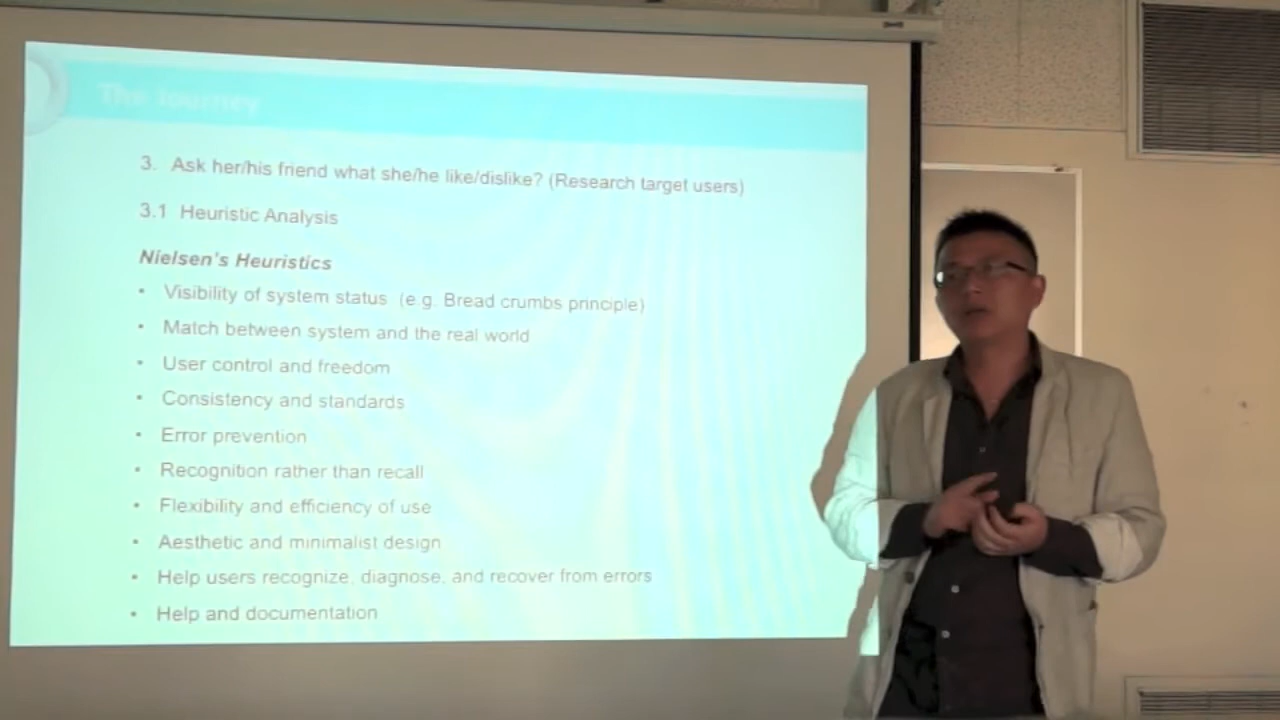 The Journey
3. Ask her/his friend what she/he like/dislike? (Research target users)
3.1 Heuristic Analysis
Nielsen's Heuristics
• Visibility of system status (e.g. Bread crumbs principle)
• Match between system and the real world
• User control and freedom
• Consistency and standards
• Error prevention
• Recognition rather than recall
• Flexibility and efficiency of use
• Aesthetic and minimalist design
• Help users recognize, diagnose, and recover from errors
• Help and documentation